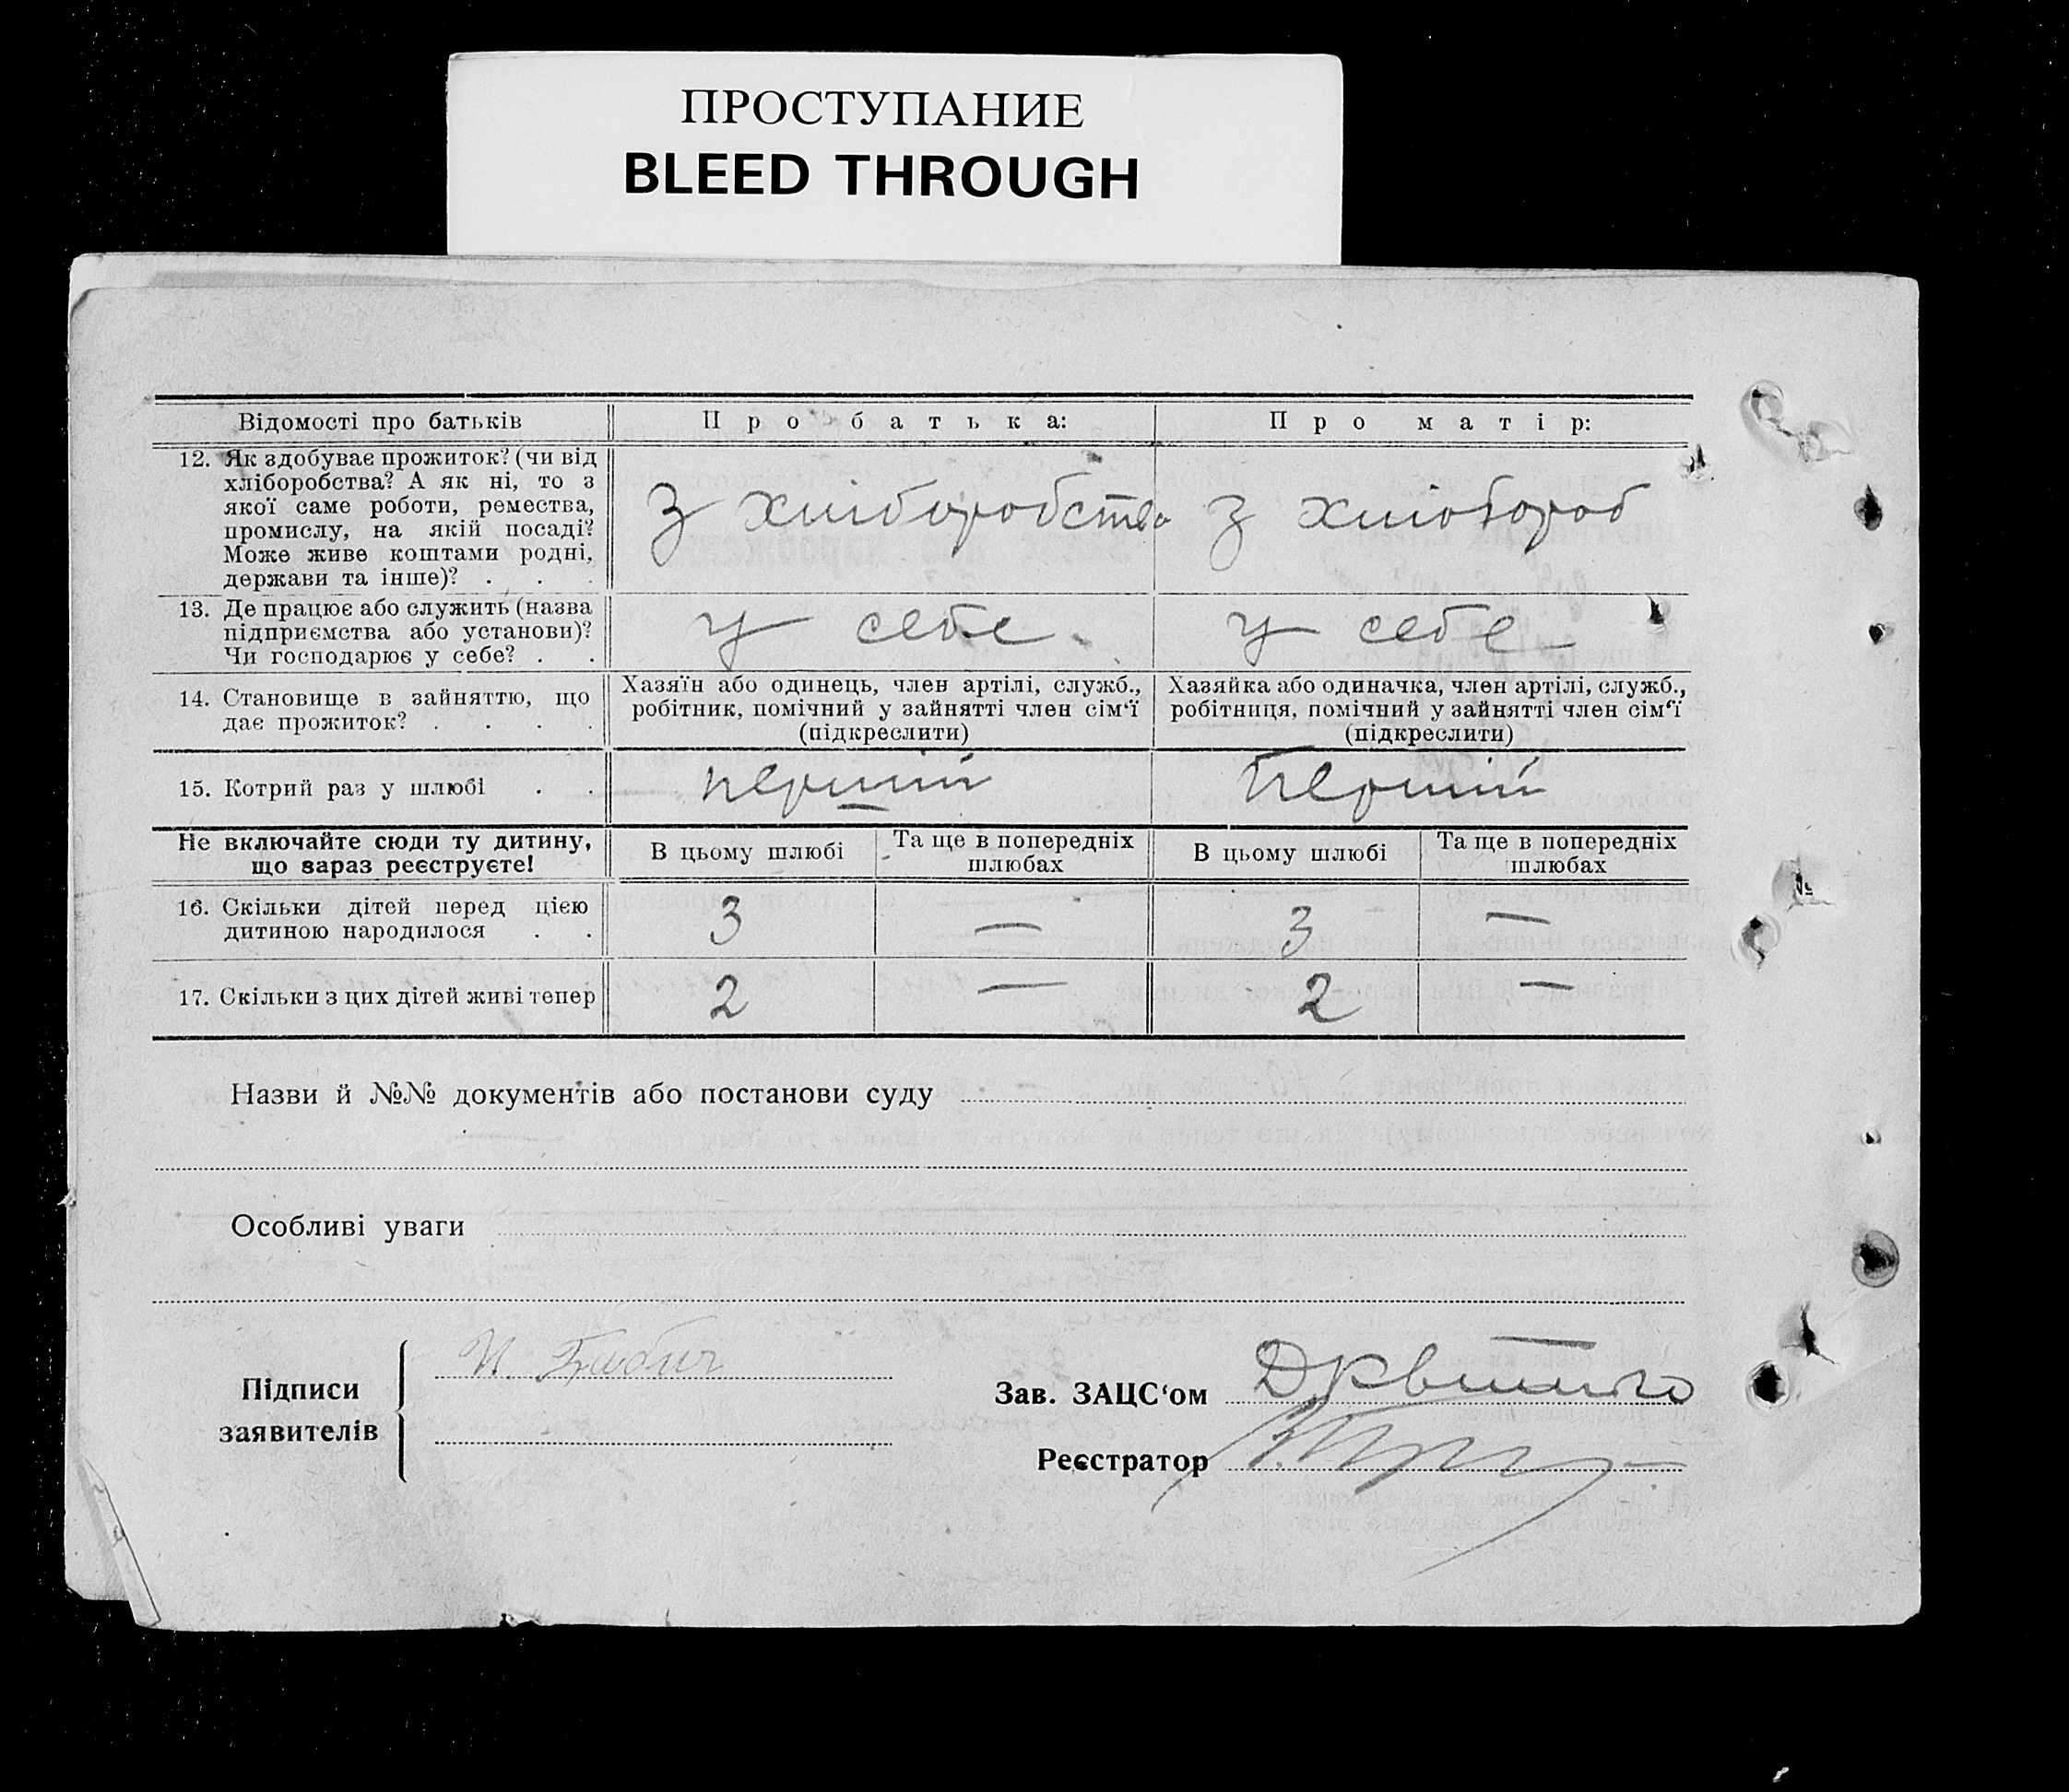 ПРОСТУПАНИЕ
BLEED THROUGH
Відомості про батьків
Про батька:
Про матір:
12. Як здобуває прожиток? (чи від
хліборобства? А як ні, то з
якої саме роботи, ремества,
промислу, на якій посаді?
Може живе коштами родні,
держави та інше)? . . .
З хліборобства
З хлібороб
13. Де працює або служить (назва
підприємства або установи)?
Чи господарює у себе? . .
у себе
у себе
14. Становище в зайняттю, що
дає прожиток? . . . .
Хазяїн або одинець, член артілі, служб.,
робітник, помічний у зайнятті член сім‘ї
(підкреслити)
Хазяйка або одиначка, член артілі, служб.,
робітниця, помічний у зайнятті член сім‘ї
(підкреслити)
15. Котрий раз у шлюбі . .
перший
Перший
Не включайте сюди ту дитину,
що зараз реєструєте!
В цьому шлюбі
Та ще в попередніх
шлюбах
В цьому шлюбі
Та ще в попередніх
шлюбах
16. Скільки дітей перед цією
дитиною народилося . .
3
—
3
—
17. Скільки з цих дітей живі тепер
2
—
2
—
Назви й №№ документів або постанови суду
Особливі уваги
Підписи
заявителів
И. Бабич
Зав. ЗАЦС‘ом
Реєстратор